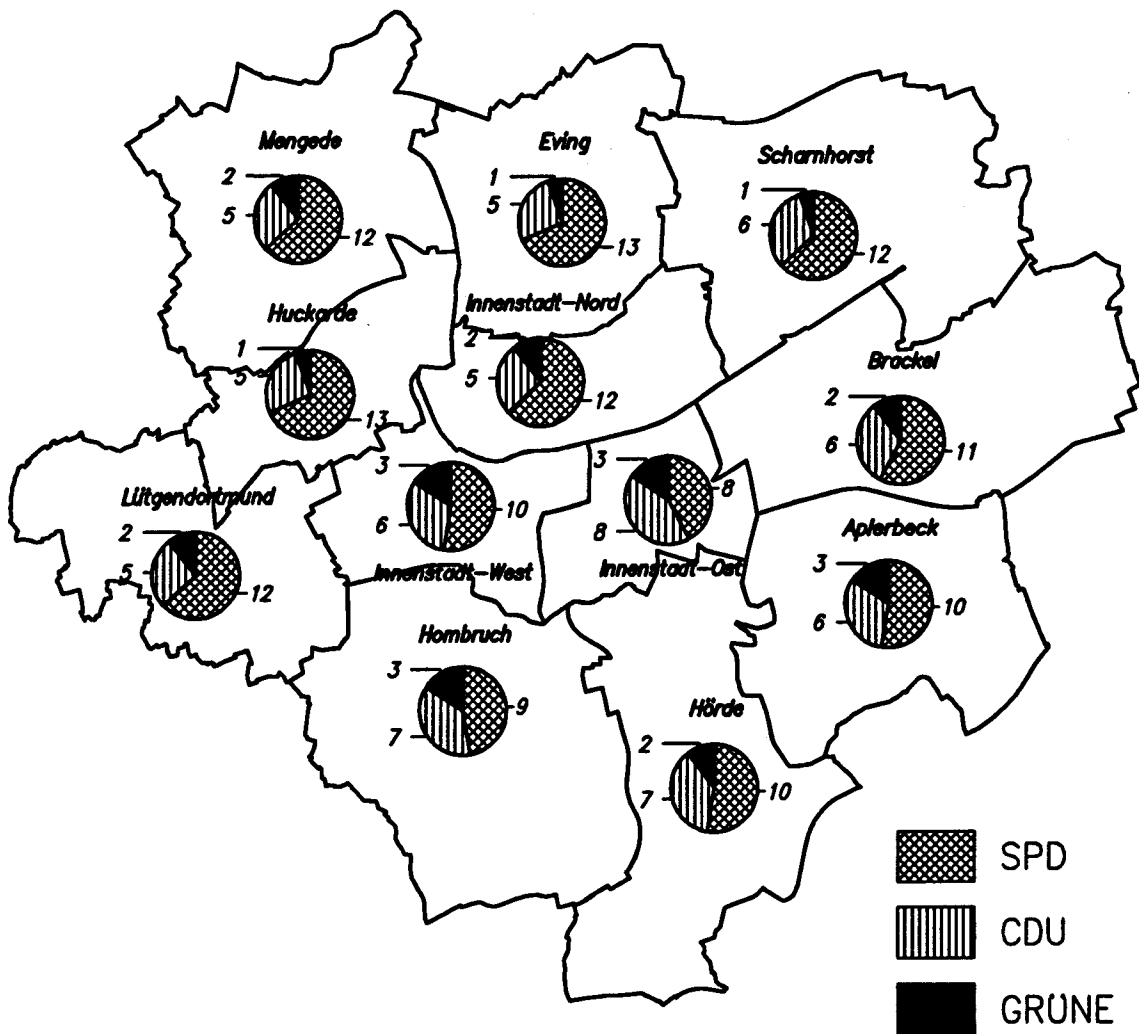 Mengede
2
5
12
Eving
1
5
13
Scharnhorst
1
6
12
Huckarde
1
5
13
Innenstadt-Nord
2
5
12
Brackel
2
6
11
Lütgendortmund
2
5
12
3
6
10
Innenstadt-West
3
8
8
Innenstadt-Ost
Aplerbeck
3
6
10
Hombruch
3
7
9
Hörde
2
7
10
SPD
CDU
GRÜNE